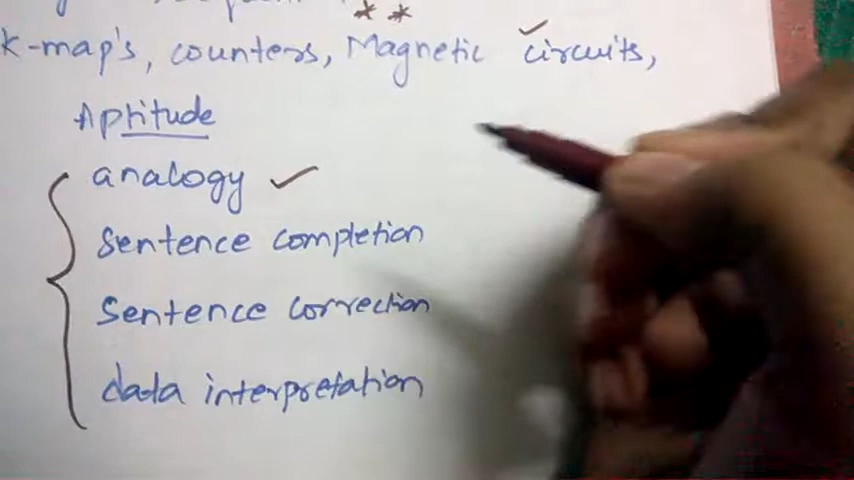 K-map's, counters, Magnetic circuits,
Aptitude
analogy
Sentence completion
Sentence correction
data interpretation